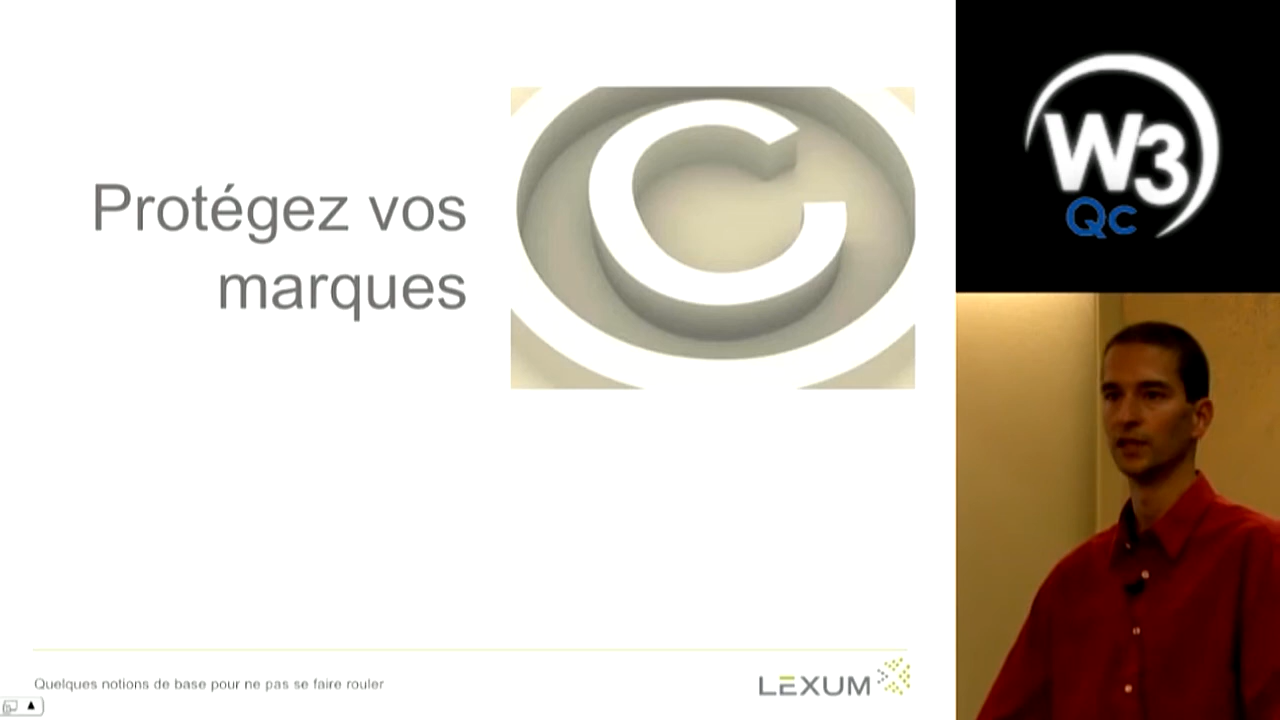 Protégez vos
marques
C
W3
Qc
Quelques notions de base pour ne pas se faire rouler
LEXUM